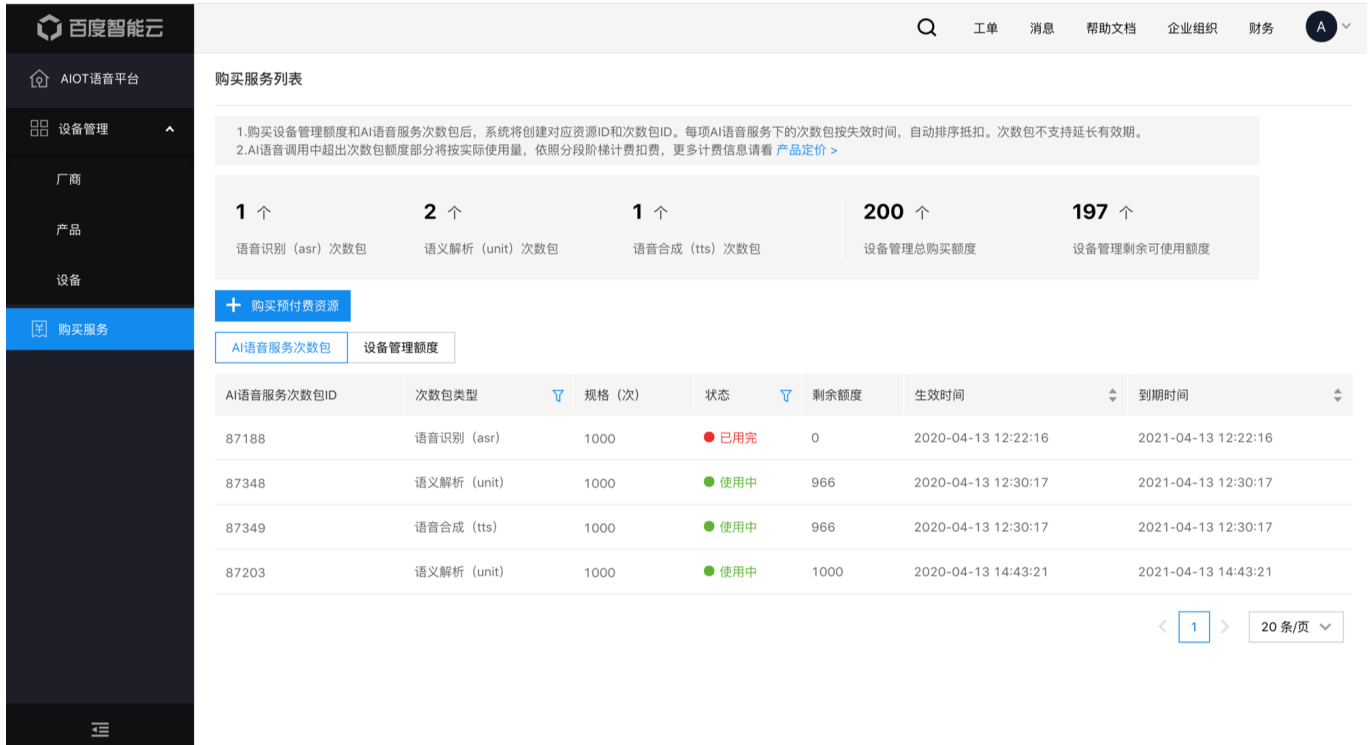 百度智能云
工单 消息 帮助文档 企业组织 财务 A
AIOT语音平台
设备管理
厂商
产品
设备
购买服务
购买服务列表
1.购买设备管理额度和AI语音服务次数包后，系统将创建对应资源ID和次数包ID。每项AI语音服务下的次数包按失效时间，自动排序抵扣。次数包不支持延长有效期。
2.AI语音调用中超出次数包额度部分将按实际使用量，依照分段阶梯计费扣费，更多计费信息请看 产品定价 >
1 个 2 个 1 个 200 个 197 个
语音识别（asr）次数包 语义解析（unit）次数包 语音合成（tts）次数包 设备管理总购买额度 设备管理剩余可使用额度
+ 购买预付费资源
AI语音服务次数包 设备管理额度
AI语音服务次数包ID 次数包类型 规格（次） 状态 剩余额度 生效时间 到期时间
87188 语音识别（asr） 1000 已用完 0 2020-04-13 12:22:16 2021-04-13 12:22:16
87348 语义解析（unit） 1000 使用中 966 2020-04-13 12:30:17 2021-04-13 12:30:17
87349 语音合成（tts） 1000 使用中 966 2020-04-13 12:30:17 2021-04-13 12:30:17
87203 语义解析（unit） 1000 使用中 1000 2020-04-13 14:43:21 2021-04-13 14:43:21
< 1 > 20 条/页